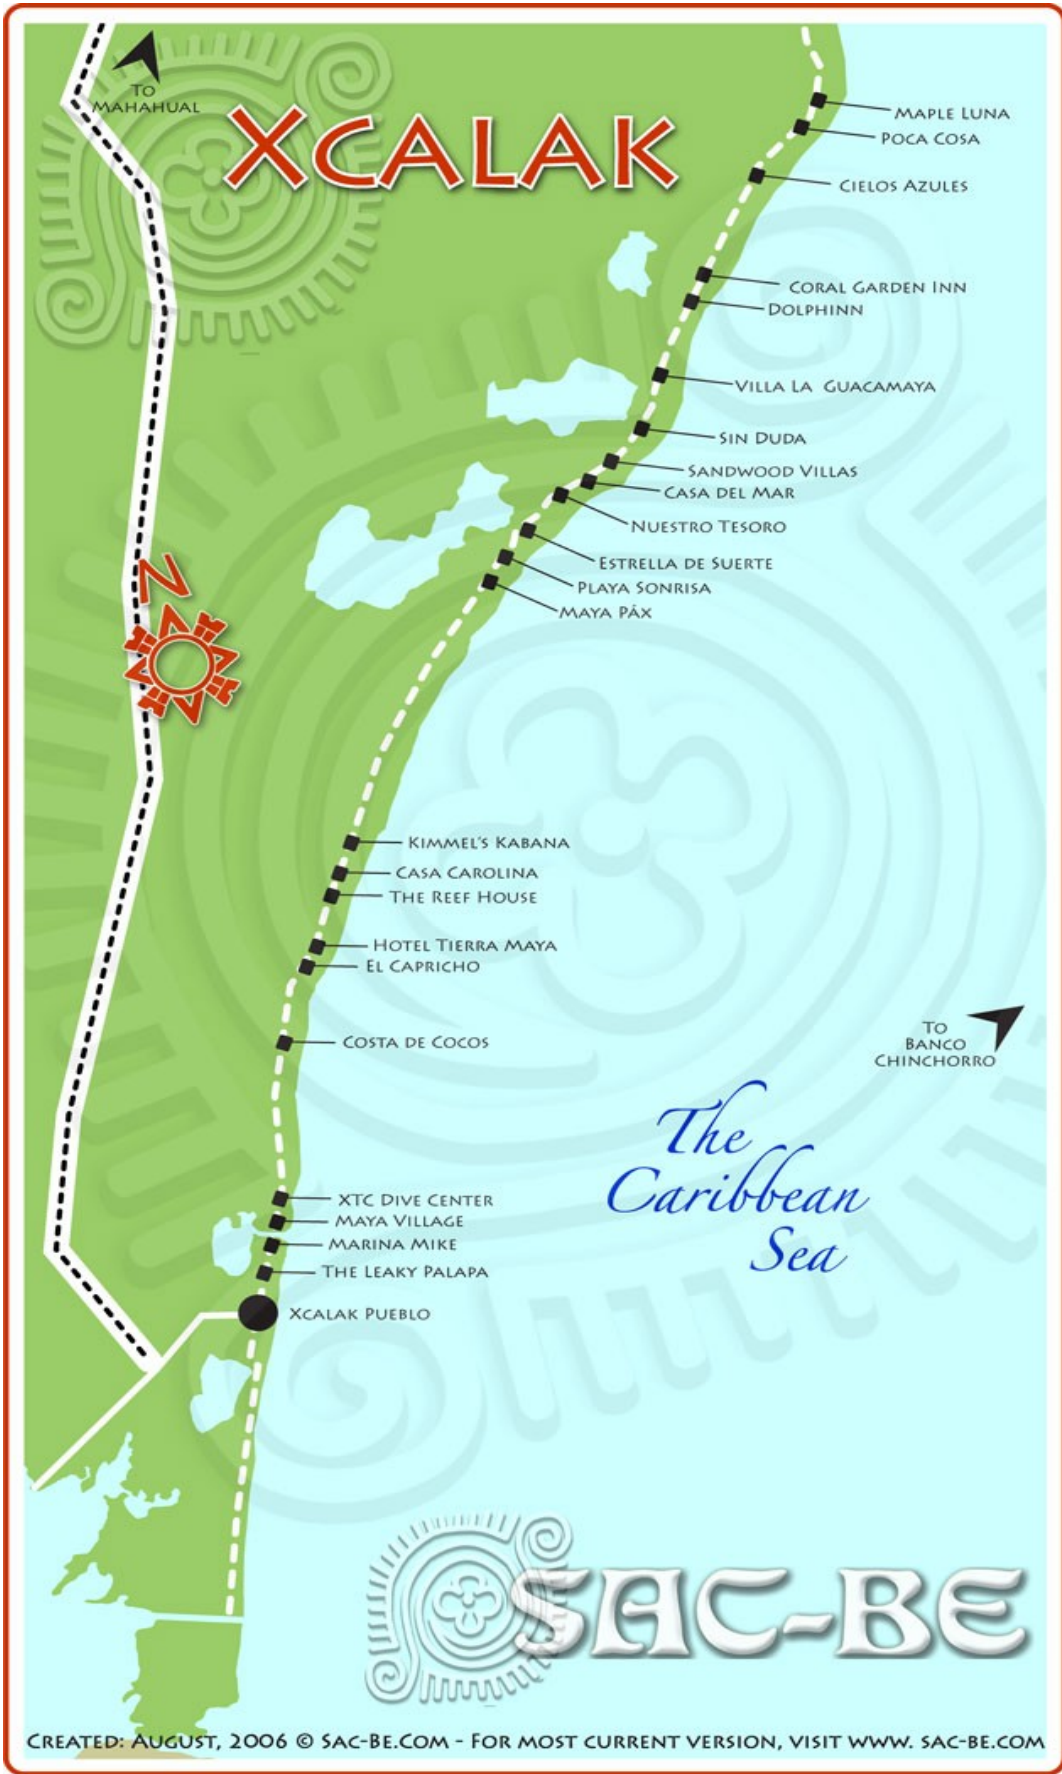 To
Mahahual
Xcalak
Maple Luna
Poca Cosa
Cielos Azules
Coral Garden Inn
Dolphinn
Villa La Guacamaya
Sin Duda
Sandwood Villas
Casa del Mar
Nuestro Tesoro
Estrella de Suerte
Playa Sonrisa
Maya Páx
N
Kimmel's Kabana
Casa Carolina
The Reef House
Hotel Tierra Maya
El Capricho
To
Banco
Chinchorro
Costa de Cocos
The
Caribbean
Sea
XTC Dive Center
Maya Village
Marina Mike
The Leaky Palapa
Xcalak Pueblo
SAC-BE
Created: August, 2006 © Sac-Be.Com - For most current version, visit www. sac-be.com